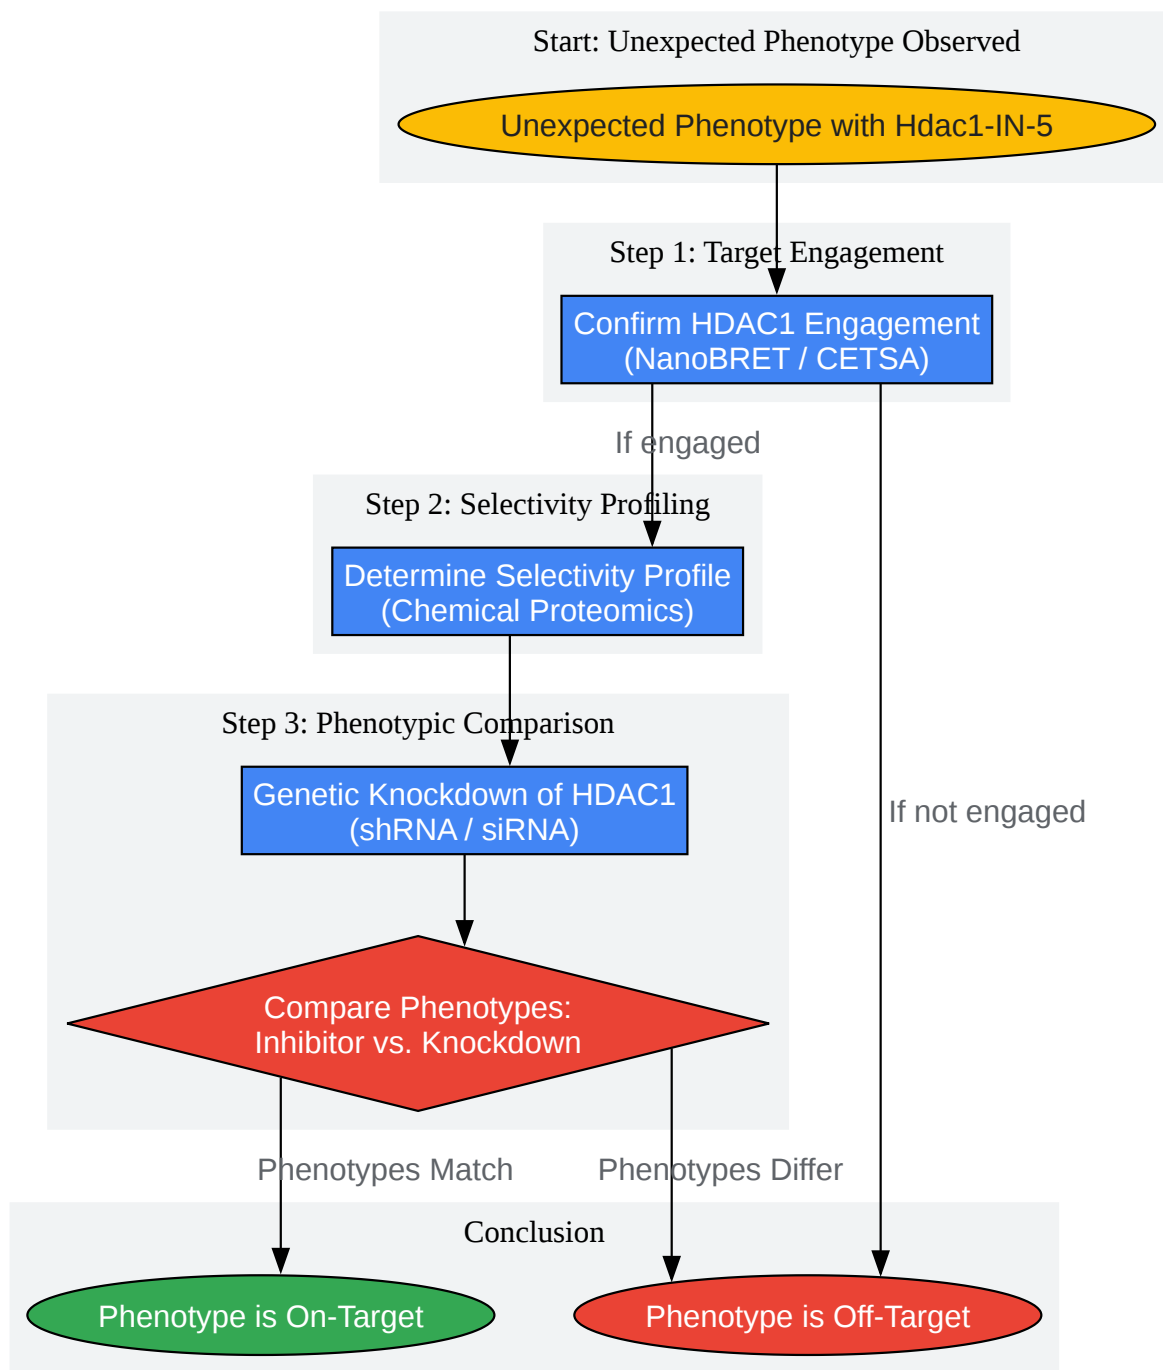 Start: Unexpected Phenotype Observed
Unexpected Phenotype with Hdac1-IN-5
Step 1: Target Engagement
Confirm HDAC1 Engagement
(NanoBRET / CETSA)
If engaged
Step 2: Selectivity Profiling
Determine Selectivity Profile
(Chemical Proteomics)
Step 3: Phenotypic Comparison
Genetic Knockdown of HDAC1
(shRNA / siRNA)
If not engaged
Compare Phenotypes:
Inhibitor vs. Knockdown
Phenotypes Match
Phenotypes Differ
Conclusion
Phenotype is On-Target
Phenotype is Off-Target